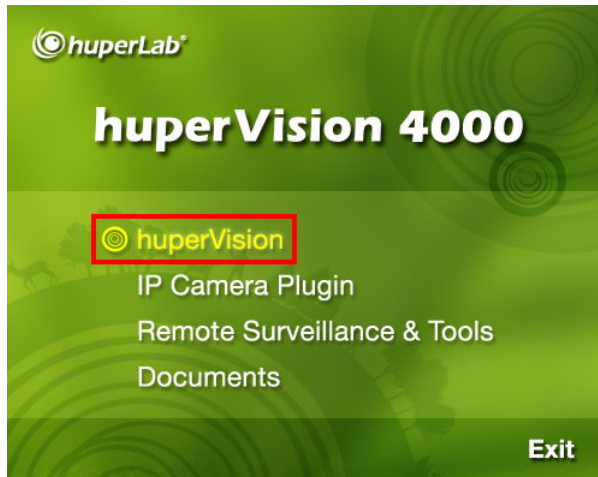 huperLab
huperVision 4000
huperVision
IP Camera Plugin
Remote Surveillance & Tools
Documents
Exit